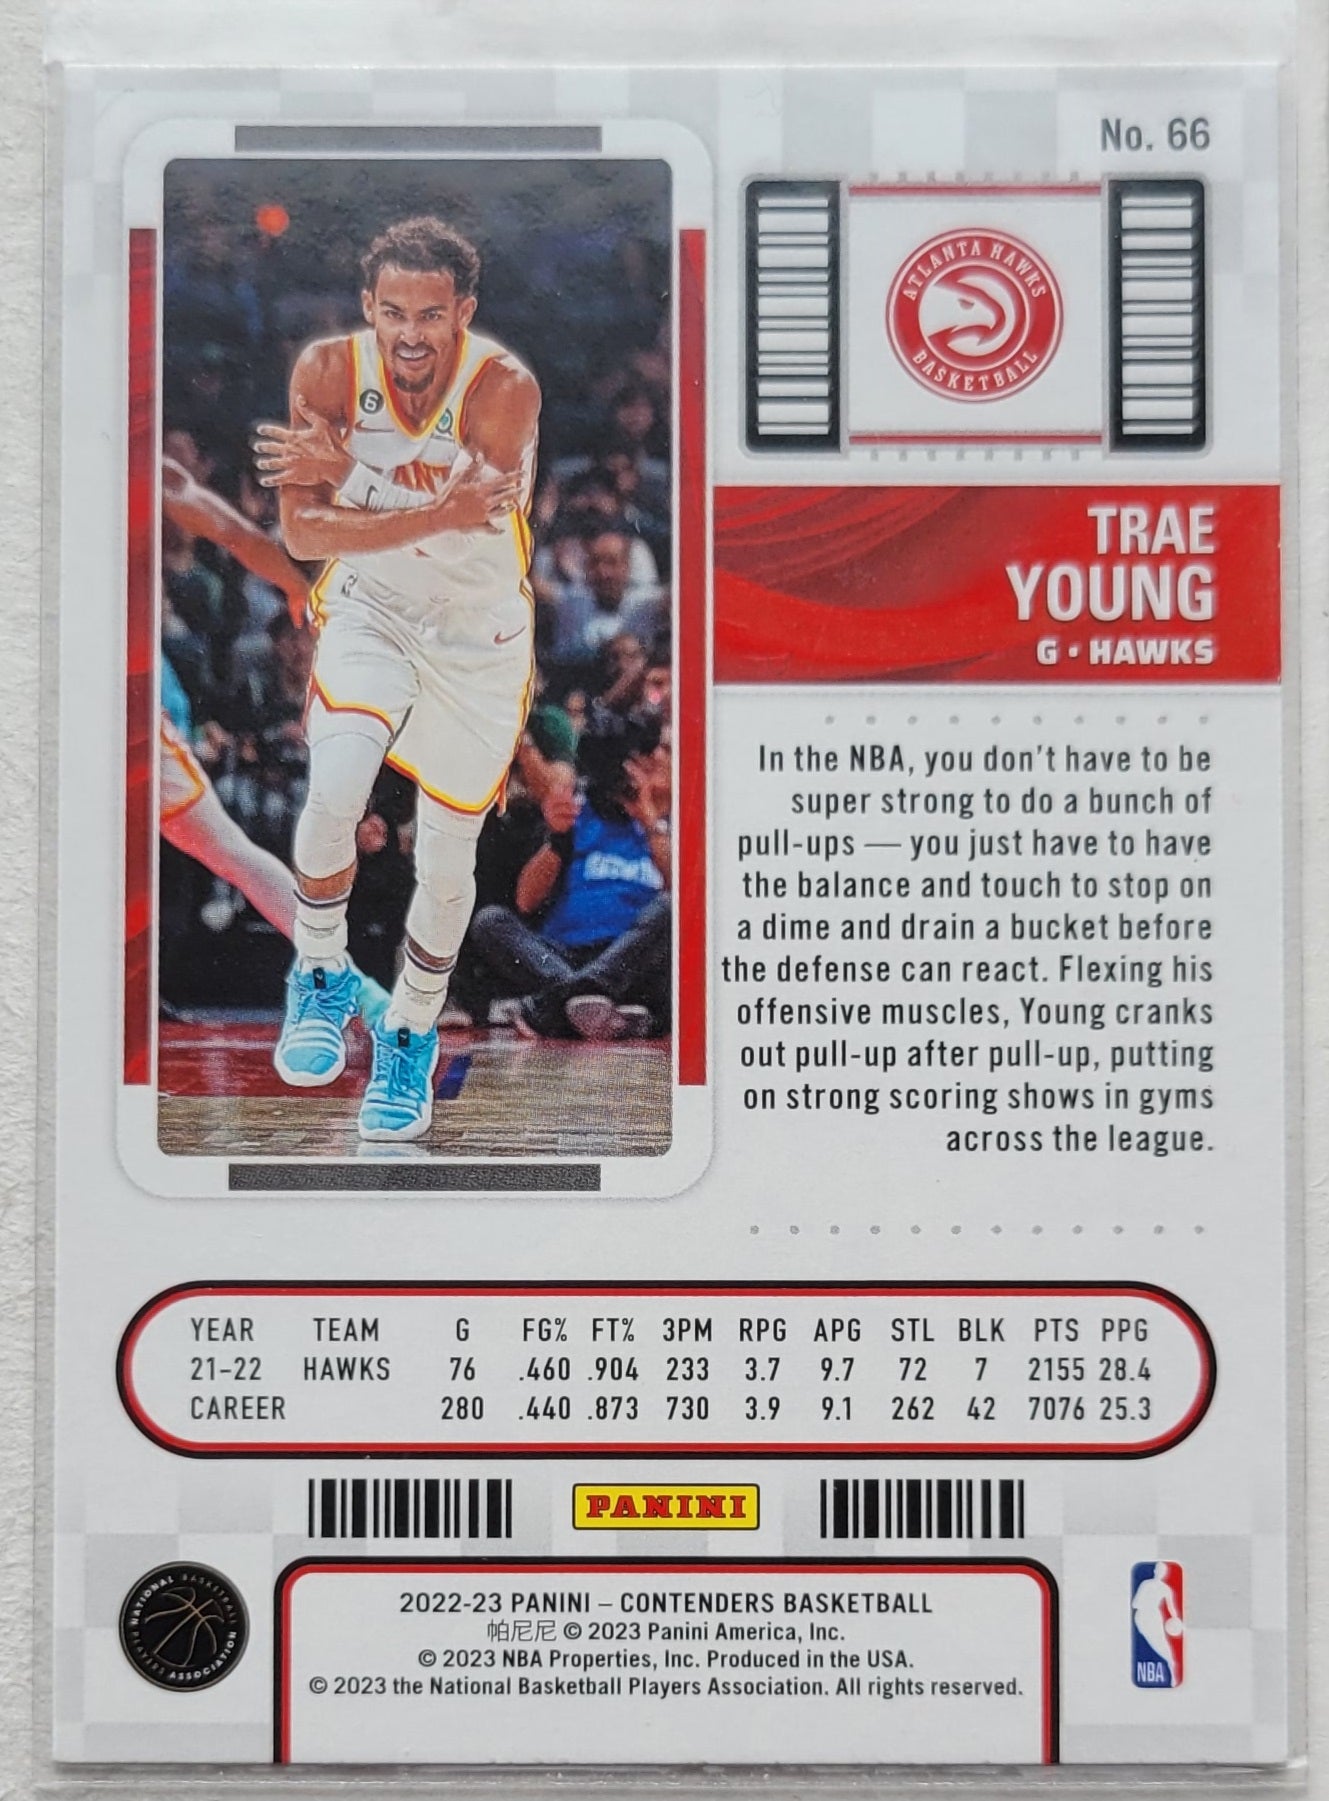 No. 66
ATLANTA HAWKS
BASKETBALL
TRAE
YOUNG
G • HAWKS
In the NBA, you don't have to be
super strong to do a bunch of
pull-ups — you just have to have
the balance and touch to stop on
a dime and drain a bucket before
the defense can react. Flexing his
offensive muscles, Young cranks
out pull-up after pull-up, putting
on strong scoring shows in gyms
across the league.
6
YEAR TEAM G FG% FT% 3PM RPG APG STL BLK PTS PPG
21-22 HAWKS 76 .460 .904 233 3.7 9.7 72 7 2155 28.4
CAREER 280 .440 .873 730 3.9 9.1 262 42 7076 25.3
PANINI
NATIONAL BASKETBALL
PLAYERS ASSOCIATION
2022-23 PANINI – CONTENDERS BASKETBALL
帕尼尼 © 2023 Panini America, Inc.
© 2023 NBA Properties, Inc. Produced in the USA.
© 2023 the National Basketball Players Association. All rights reserved.
NBA